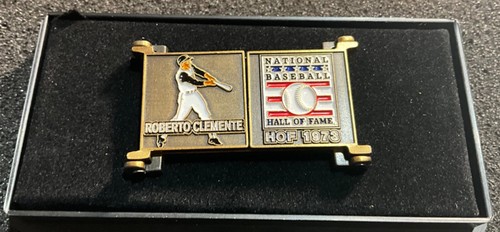 ROBERTO CLEMENTE
NATIONAL
BASEBALL
HALL OF FAME
HOF 1973